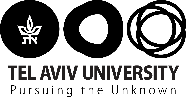 TEL AVIV UNIVERSITY
Pursuing the Unknown